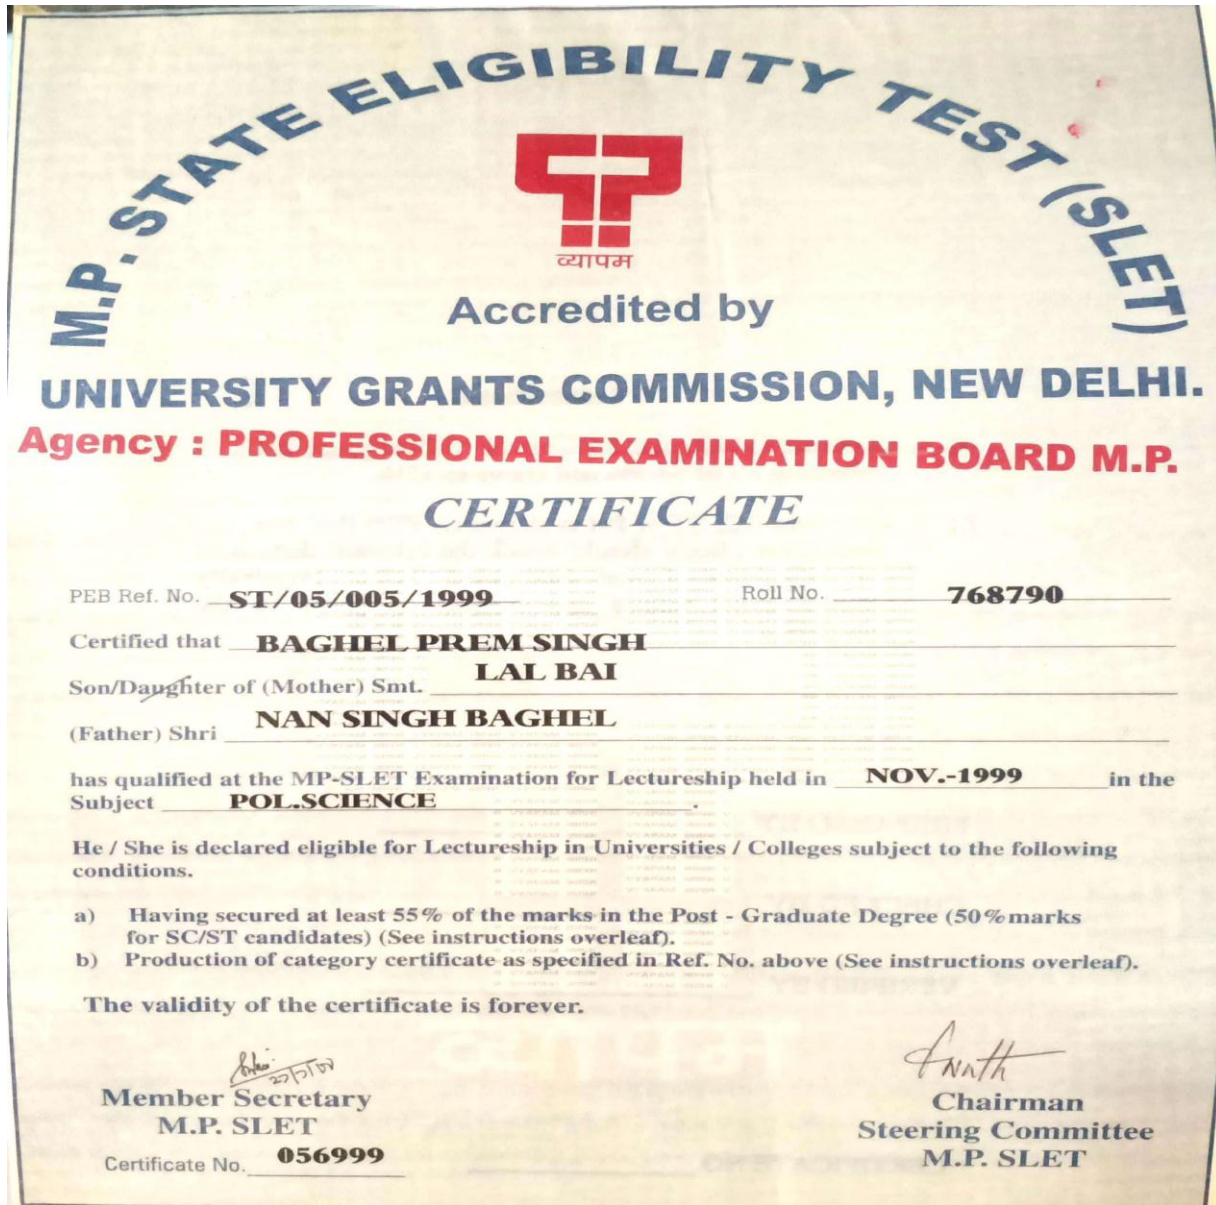 M.P. STATE ELIGIBILITY TEST (SLET)
व्यापम
Accredited by
UNIVERSITY GRANTS COMMISSION, NEW DELHI.
Agency : PROFESSIONAL EXAMINATION BOARD M.P.
CERTIFICATE
PEB Ref. No. ST/05/005/1999 Roll No. 768790
Certified that BAGHEL PREM SINGH
Son/Daughter of (Mother) Smt. LAL BAI
(Father) Shri NAN SINGH BAGHEL
has qualified at the MP-SLET Examination for Lectureship held in NOV.-1999 in the
Subject POL.SCIENCE .
He / She is declared eligible for Lectureship in Universities / Colleges subject to the following
conditions.
a) Having secured at least 55% of the marks in the Post - Graduate Degree (50%marks
for SC/ST candidates) (See instructions overleaf).
b) Production of category certificate as specified in Ref. No. above (See instructions overleaf).
The validity of the certificate is forever.
Member Secretary
M.P. SLET
Certificate No. 056999
Chairman
Steering Committee
M.P. SLET